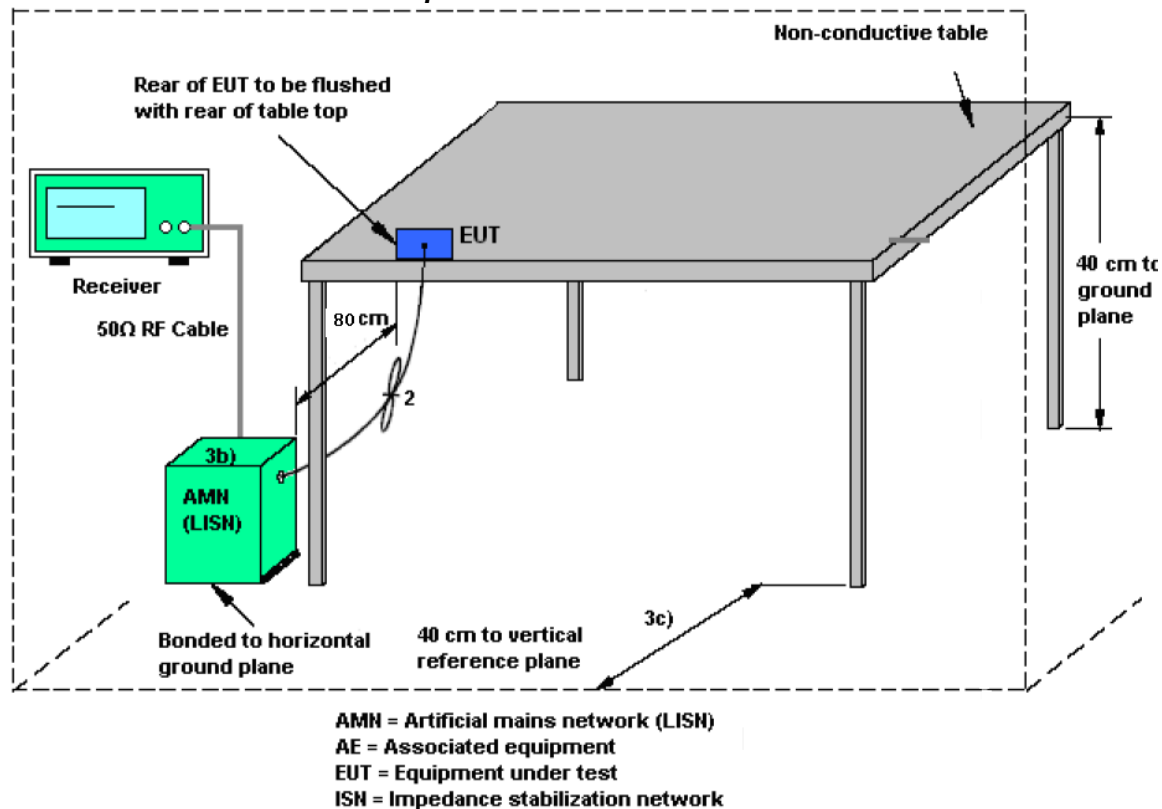 Non-conductive table
Rear of EUT to be flushed
with rear of table top
EUT
Receiver
50Ω RF Cable
80 cm
40 cm to
ground
plane
2
3b)
AMN
(LISN)
3c)
Bonded to horizontal
ground plane
40 cm to vertical
reference plane
AMN = Artificial mains network (LISN)
AE = Associated equipment
EUT = Equipment under test
ISN = Impedance stabilization network